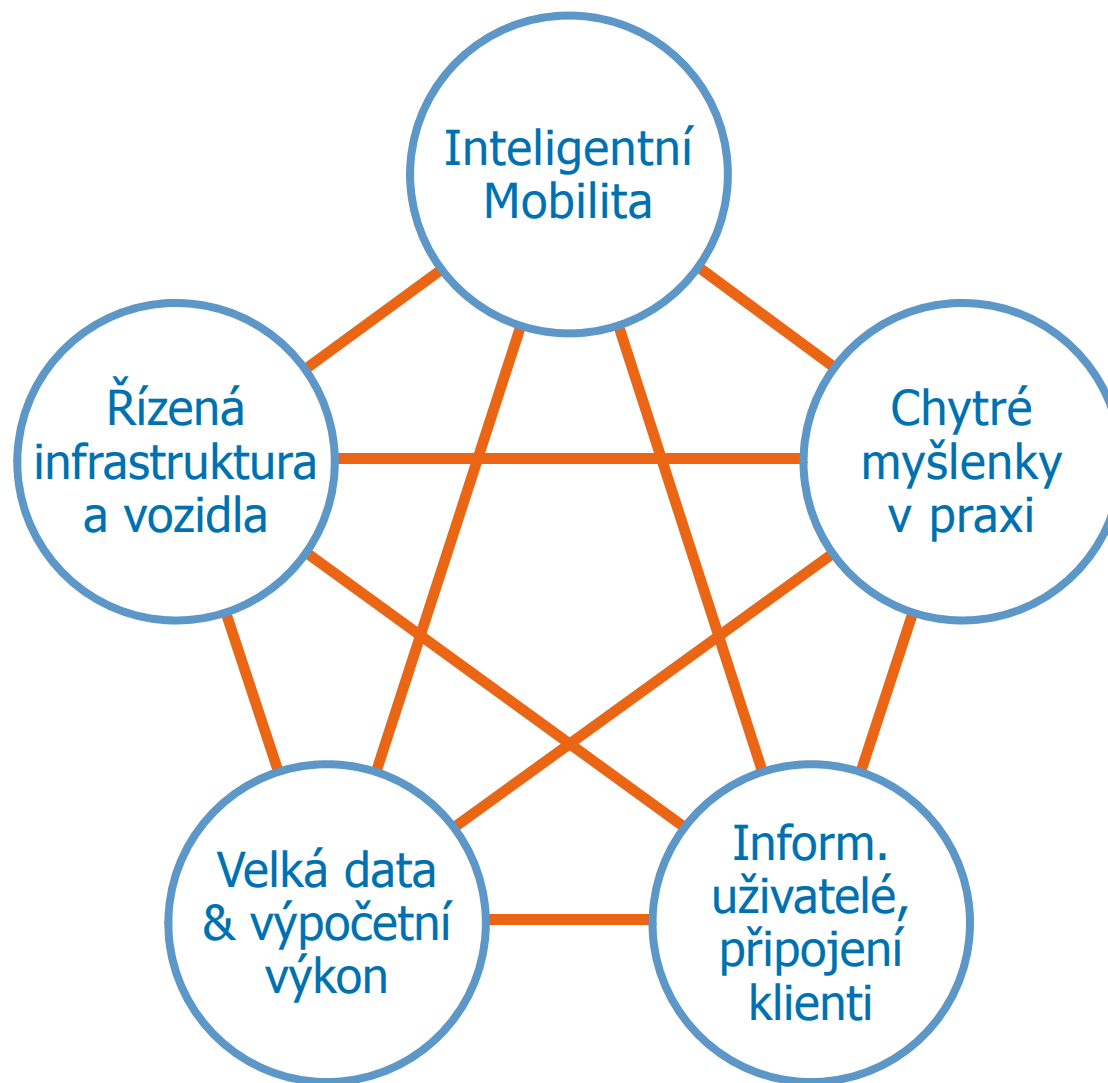 Inteligentní
Mobilita
Řízená
infrastruktura
a vozidla
Chytré
myšlenky
v praxi
Velká data
& výpočetní
výkon
Inform.
uživatelé,
připojení
klienti